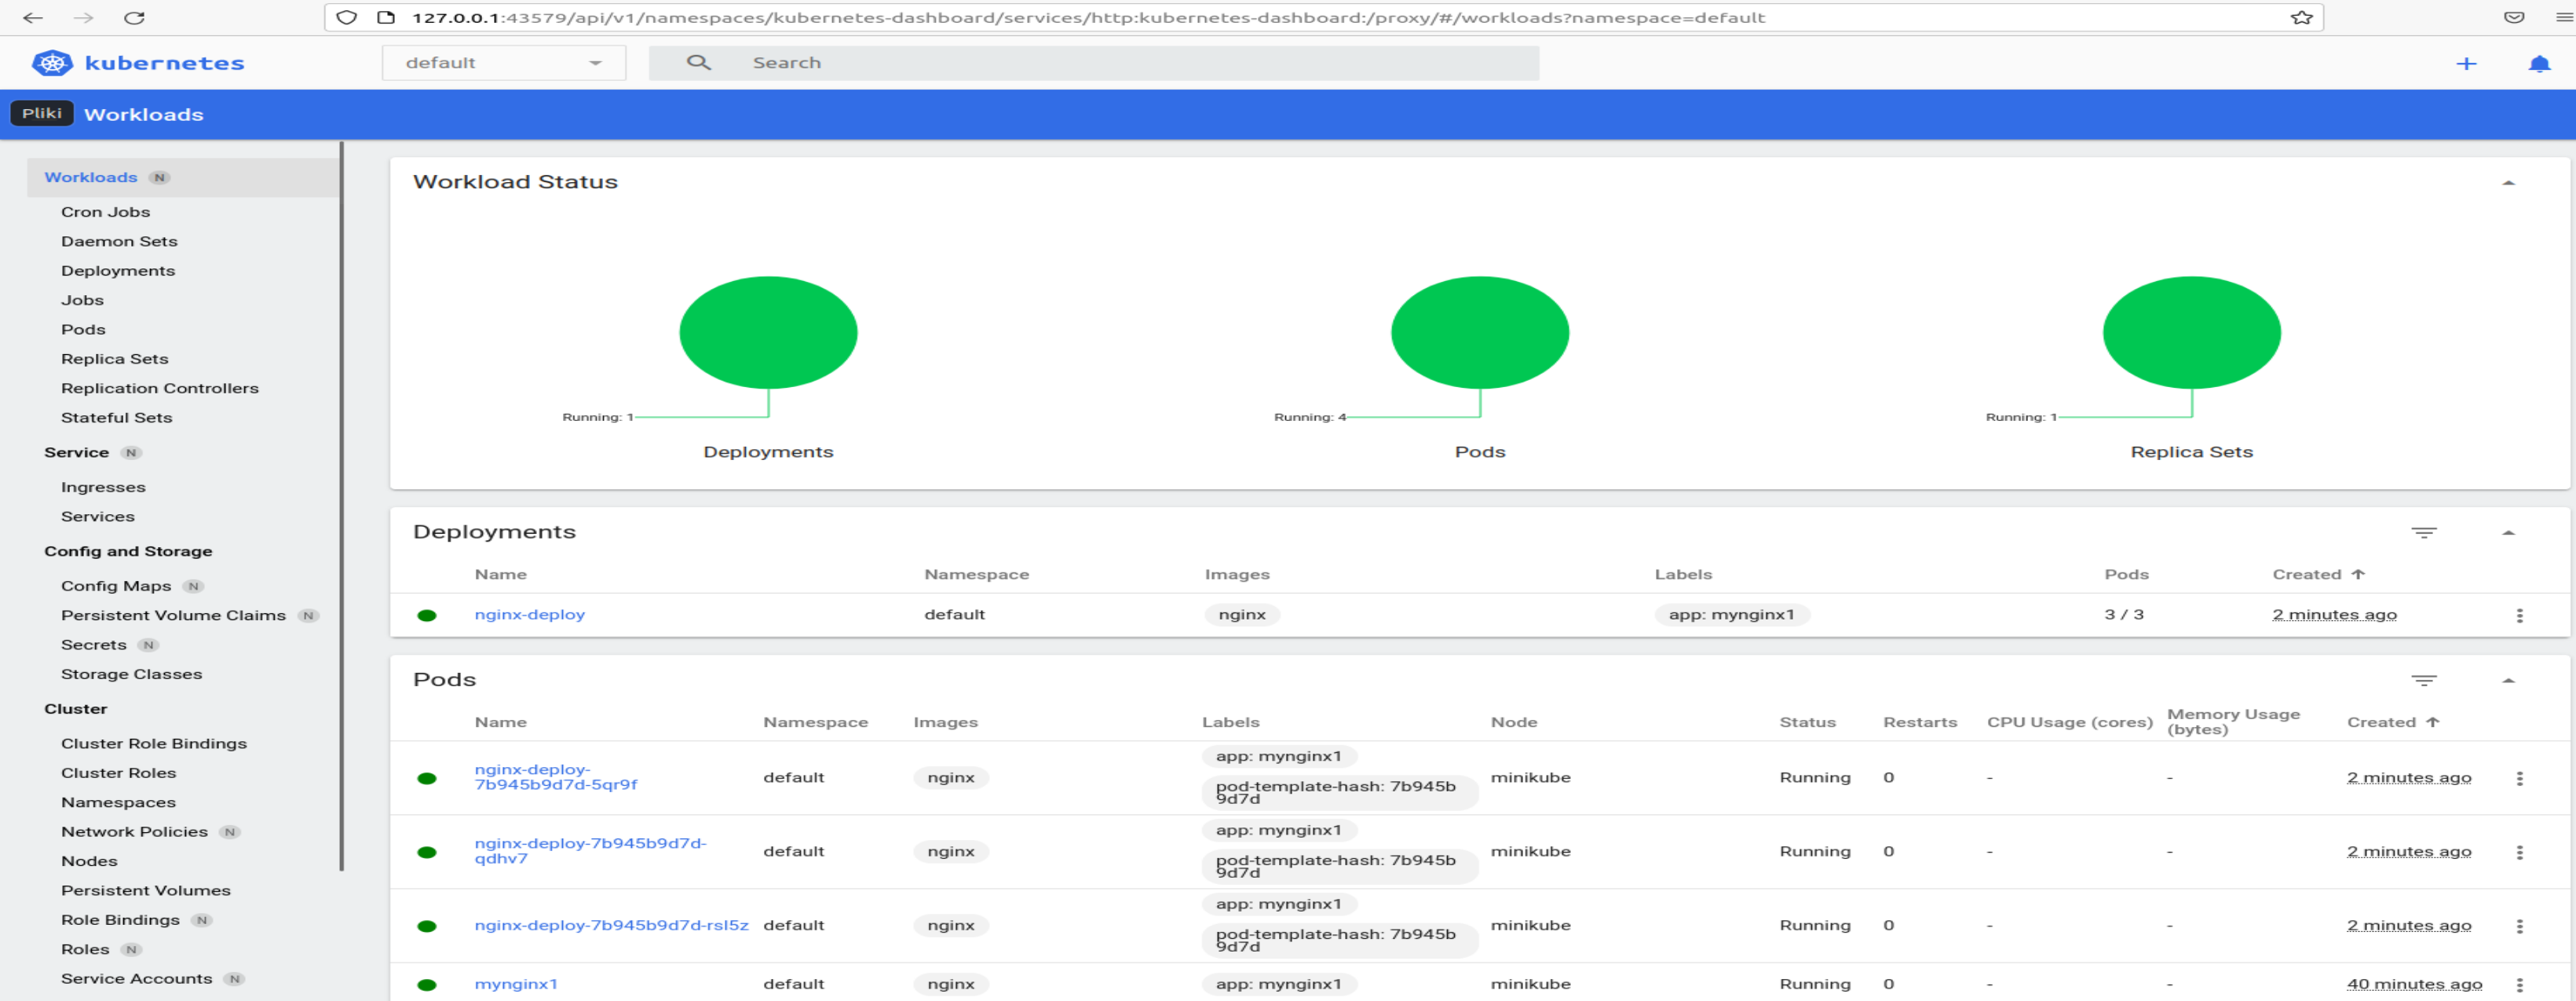 127.0.0.1:43579/api/v1/namespaces/kubernetes-dashboard/services/http:kubernetes-dashboard:/proxy/#/workloads?namespace=default
kubernetes
default
Search
Pliki
Workloads
Workloads N
Cron Jobs
Daemon Sets
Deployments
Jobs
Pods
Replica Sets
Replication Controllers
Stateful Sets
Service N
Ingresses
Services
Config and Storage
Config Maps N
Persistent Volume Claims N
Secrets N
Storage Classes
Cluster
Cluster Role Bindings
Cluster Roles
Namespaces
Network Policies N
Nodes
Persistent Volumes
Role Bindings N
Roles N
Service Accounts N
Workload Status
Running: 1
Deployments
Running: 4
Pods
Running: 1
Replica Sets
Deployments
Name Namespace Images Labels Pods Created
nginx-deploy default nginx app: mynginx1 3 / 3 2 minutes ago
Pods
Name Namespace Images Labels Node Status Restarts CPU Usage (cores) Memory Usage (bytes) Created
nginx-deploy-
7b945b9d7d-5qr9f
default nginx
app: mynginx1
pod-template-hash: 7b945b
9d7d
minikube Running 0 - - 2 minutes ago
nginx-deploy-7b945b9d7d-
qdhv7
default nginx
app: mynginx1
pod-template-hash: 7b945b
9d7d
minikube Running 0 - - 2 minutes ago
nginx-deploy-7b945b9d7d-rsl5z default nginx
app: mynginx1
pod-template-hash: 7b945b
9d7d
minikube Running 0 - - 2 minutes ago
mynginx1 default nginx app: mynginx1 minikube Running 0 - - 40 minutes ago